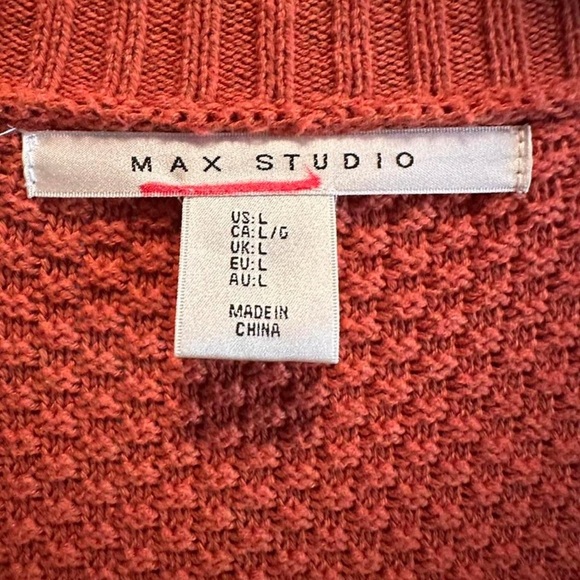 MAX STUDIO
US:L
CA:L/G
UK:L
EU:L
AU:L
MADE IN
CHINA